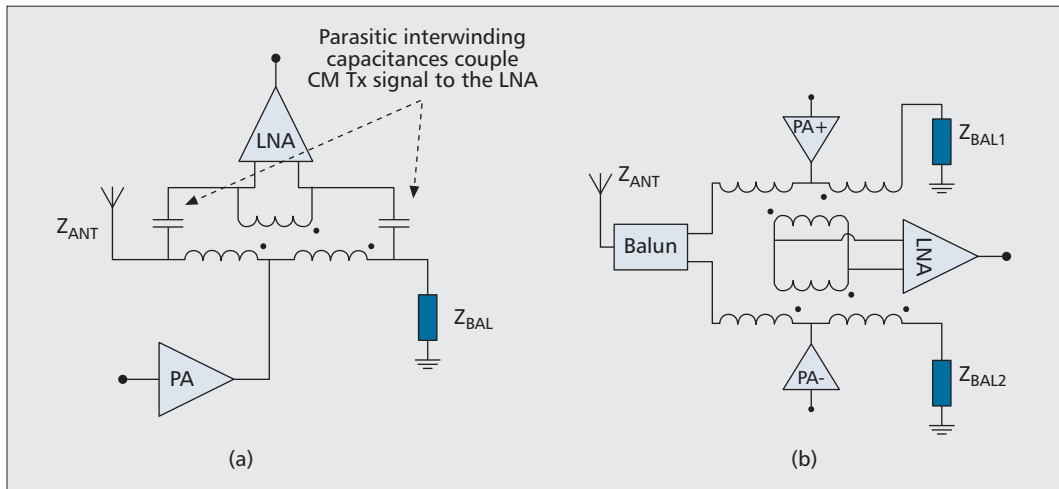 Parasitic interwinding
capacitances couple
CM Tx signal to the LNA
LNA
Z_ANT
Z_BAL
PA
(a)
PA+
Z_BAL1
Z_ANT
Balun
LNA
PA-
Z_BAL2
(b)